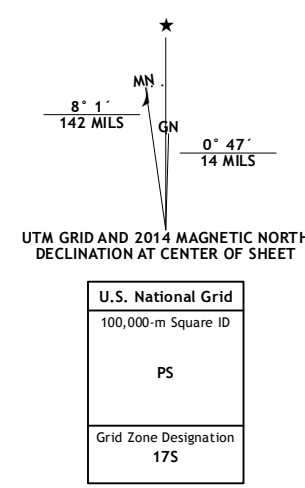 MN
8° 1´
142 MILS
GN
0° 47´
14 MILS
UTM GRID AND 2014 MAGNETIC NORTH
DECLINATION AT CENTER OF SHEET
U.S. National Grid
100,000-m Square ID
PS
Grid Zone Designation
17S